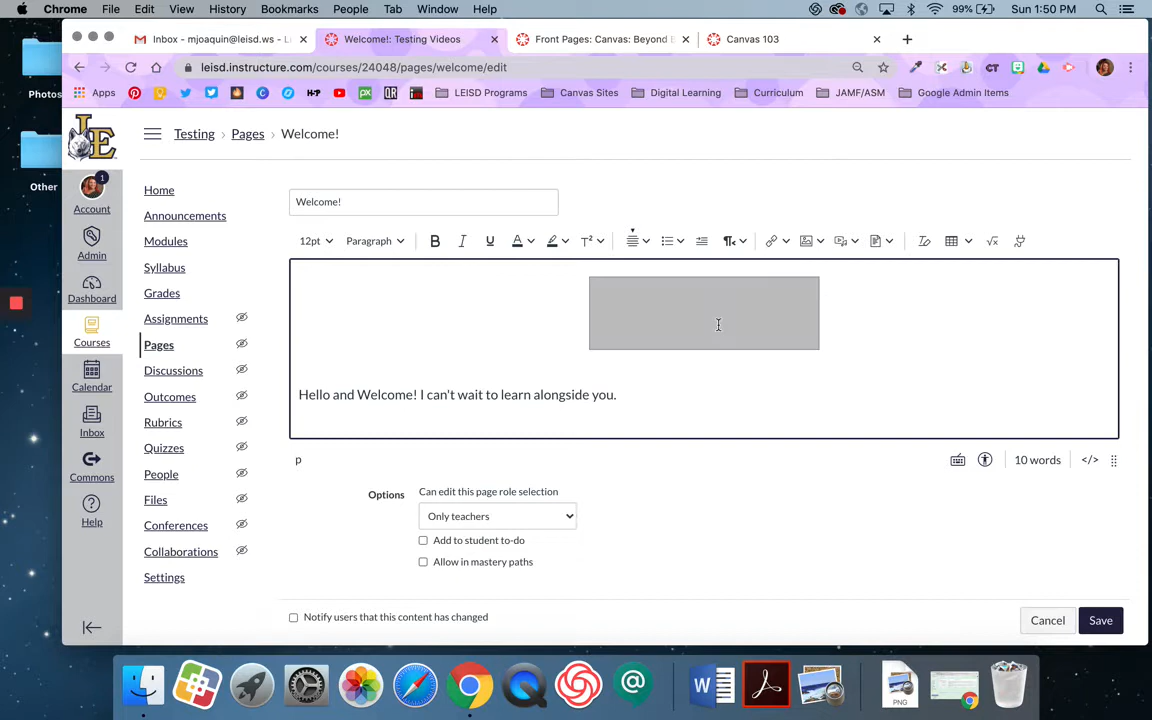 Chrome File Edit View History Bookmarks People Tab Window Help 99% Sun 1:50 PM
Inbox - mjoaquin@leisd.ws - L
Welcome!: Testing Videos
Front Pages: Canvas: Beyond
Canvas 103
leisd.instructure.com/courses/24048/pages/welcome/edit
Apps
LEISD Programs
Canvas Sites
Digital Learning
Curriculum
JAMF/ASM
Google Admin Items
Photos
Other
LE
Testing > Pages > Welcome!
1
Account
Admin
Dashboard
Courses
Calendar
Inbox
Commons
Help
Home
Announcements
Modules
Syllabus
Grades
Assignments
Pages
Discussions
Outcomes
Rubrics
Quizzes
People
Files
Conferences
Collaborations
Settings
Welcome!
12pt Paragraph B I U A T²
Hello and Welcome! I can't wait to learn alongside you.
p
10 words </>
Options
Can edit this page role selection
Only teachers
Add to student to-do
Allow in mastery paths
Notify users that this content has changed
Cancel
Save
W
PNG